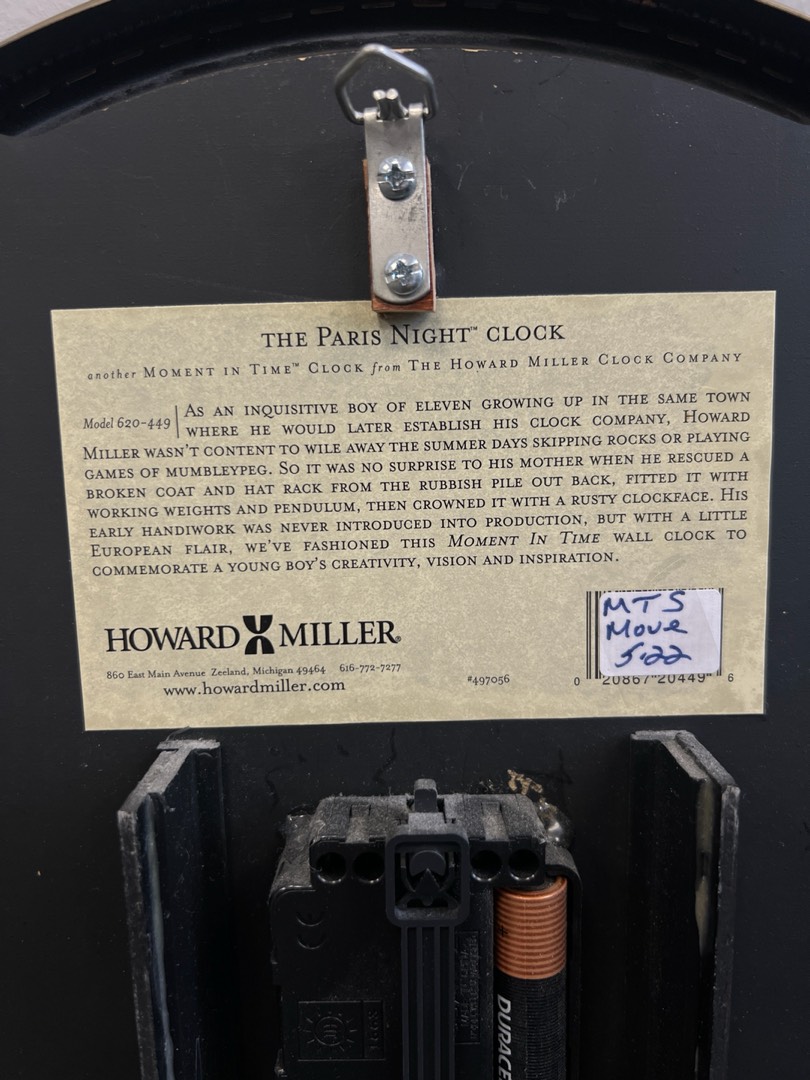 THE PARIS NIGHT™ CLOCK
another MOMENT IN TIME™ CLOCK from THE HOWARD MILLER CLOCK COMPANY
Model 620-449
AS AN INQUISITIVE BOY OF ELEVEN GROWING UP IN THE SAME TOWN
WHERE HE WOULD LATER ESTABLISH HIS CLOCK COMPANY, HOWARD
MILLER WASN'T CONTENT TO WILE AWAY THE SUMMER DAYS SKIPPING ROCKS OR PLAYING
GAMES OF MUMBLEYPEG. SO IT WAS NO SURPRISE TO HIS MOTHER WHEN HE RESCUED A
BROKEN COAT AND HAT RACK FROM THE RUBBISH PILE OUT BACK, FITTED IT WITH
WORKING WEIGHTS AND PENDULUM, THEN CROWNED IT WITH A RUSTY CLOCKFACE. HIS
EARLY HANDIWORK WAS NEVER INTRODUCED INTO PRODUCTION, BUT WITH A LITTLE
EUROPEAN FLAIR, WE'VE FASHIONED THIS MOMENT IN TIME WALL CLOCK TO
COMMEMORATE A YOUNG BOY'S CREATIVITY, VISION AND INSPIRATION.
HOWARD MILLER®
860 East Main Avenue Zeeland, Michigan 49464 616-772-7277
www.howardmiller.com
#497056
MTS
Move
5.22
0 20867 20449 6
CE